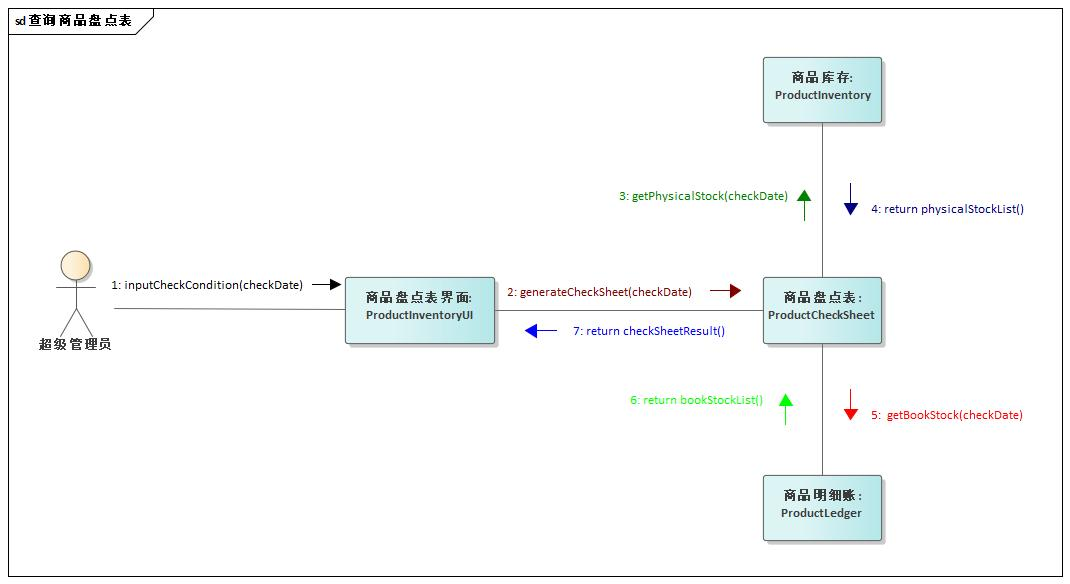 sd 查询商品盘点表
商品库存:
ProductInventory
3: getPhysicalStock(checkDate)
4: return physicalStockList()
1: inputCheckCondition(checkDate)
商品盘点表界面:
ProductInventoryUI
2: generateCheckSheet(checkDate)
商品盘点表:
ProductCheckSheet
7: return checkSheetResult()
超级管理员
6: return bookStockList()
5: getBookStock(checkDate)
商品明细账:
ProductLedger